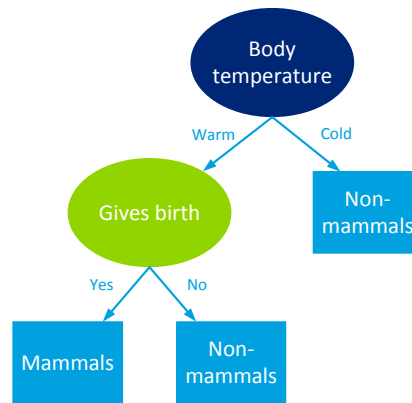 Body
temperature
Warm
Cold
Gives birth
Non-
mammals
Yes
No
Mammals
Non-
mammals